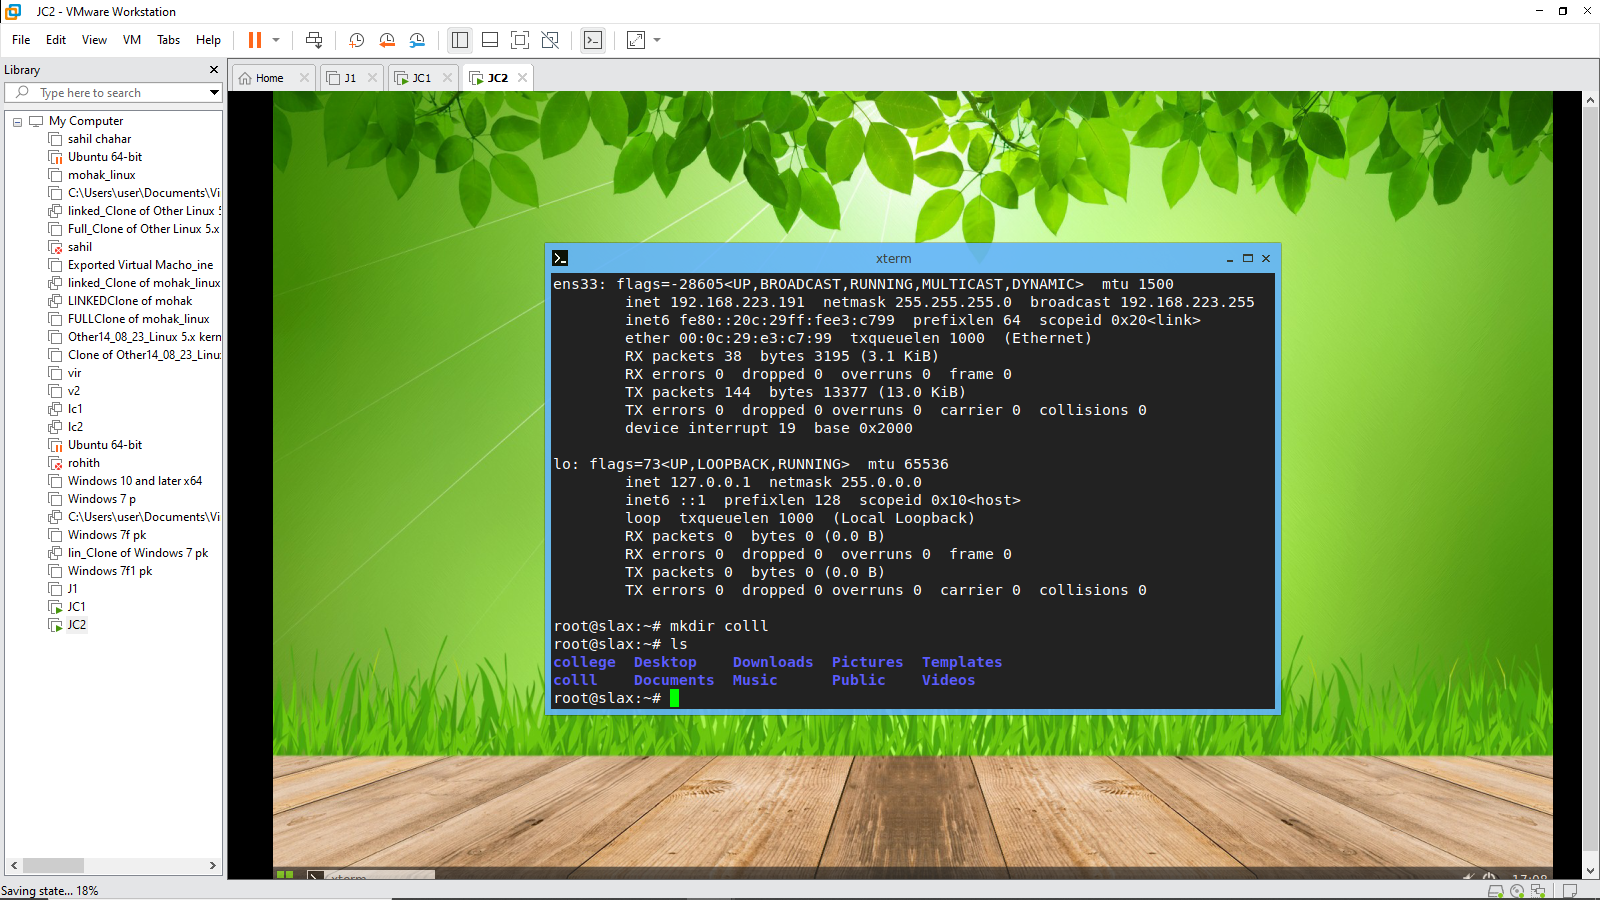 JC2 - VMware Workstation
File Edit View VM Tabs Help
Library
Type here to search
Home J1 JC1 JC2
My Computer
sahil chahar
Ubuntu 64-bit
mohak_linux
C:\Users\user\Documents\Vi
linked_Clone of Other Linux 5
Full_Clone of Other Linux 5.x
sahil
Exported Virtual Macho_ine
linked_Clone of mohak_linux
LINKEDClone of mohak
FULLClone of mohak_linux
Other14_08_23_Linux 5.x kern
Clone of Other14_08_23_Linu
vir
v2
lc1
lc2
Ubuntu 64-bit
rohith
Windows 10 and later x64
Windows 7 p
C:\Users\user\Documents\Vi
Windows 7f pk
lin_Clone of Windows 7 pk
Windows 7f1 pk
J1
JC1
JC2
xterm
ens33: flags=-28605<UP,BROADCAST,RUNNING,MULTICAST,DYNAMIC>  mtu 1500
inet 192.168.223.191  netmask 255.255.255.0  broadcast 192.168.223.255
inet6 fe80::20c:29ff:fee3:c799  prefixlen 64  scopeid 0x20<link>
ether 00:0c:29:e3:c7:99  txqueuelen 1000  (Ethernet)
RX packets 38  bytes 3195 (3.1 KiB)
RX errors 0  dropped 0  overruns 0  frame 0
TX packets 144  bytes 13377 (13.0 KiB)
TX errors 0  dropped 0 overruns 0  carrier 0  collisions 0
device interrupt 19  base 0x2000
lo: flags=73<UP,LOOPBACK,RUNNING>  mtu 65536
inet 127.0.0.1  netmask 255.0.0.0
inet6 ::1  prefixlen 128  scopeid 0x10<host>
loop  txqueuelen 1000  (Local Loopback)
RX packets 0  bytes 0 (0.0 B)
RX errors 0  dropped 0  overruns 0  frame 0
TX packets 0  bytes 0 (0.0 B)
TX errors 0  dropped 0 overruns 0  carrier 0  collisions 0
root@slax:~# mkdir colll
root@slax:~# ls
college  Desktop    Downloads  Pictures  Templates
colll    Documents  Music      Public    Videos
root@slax:~#
xterm
17:08
Saving state... 18%